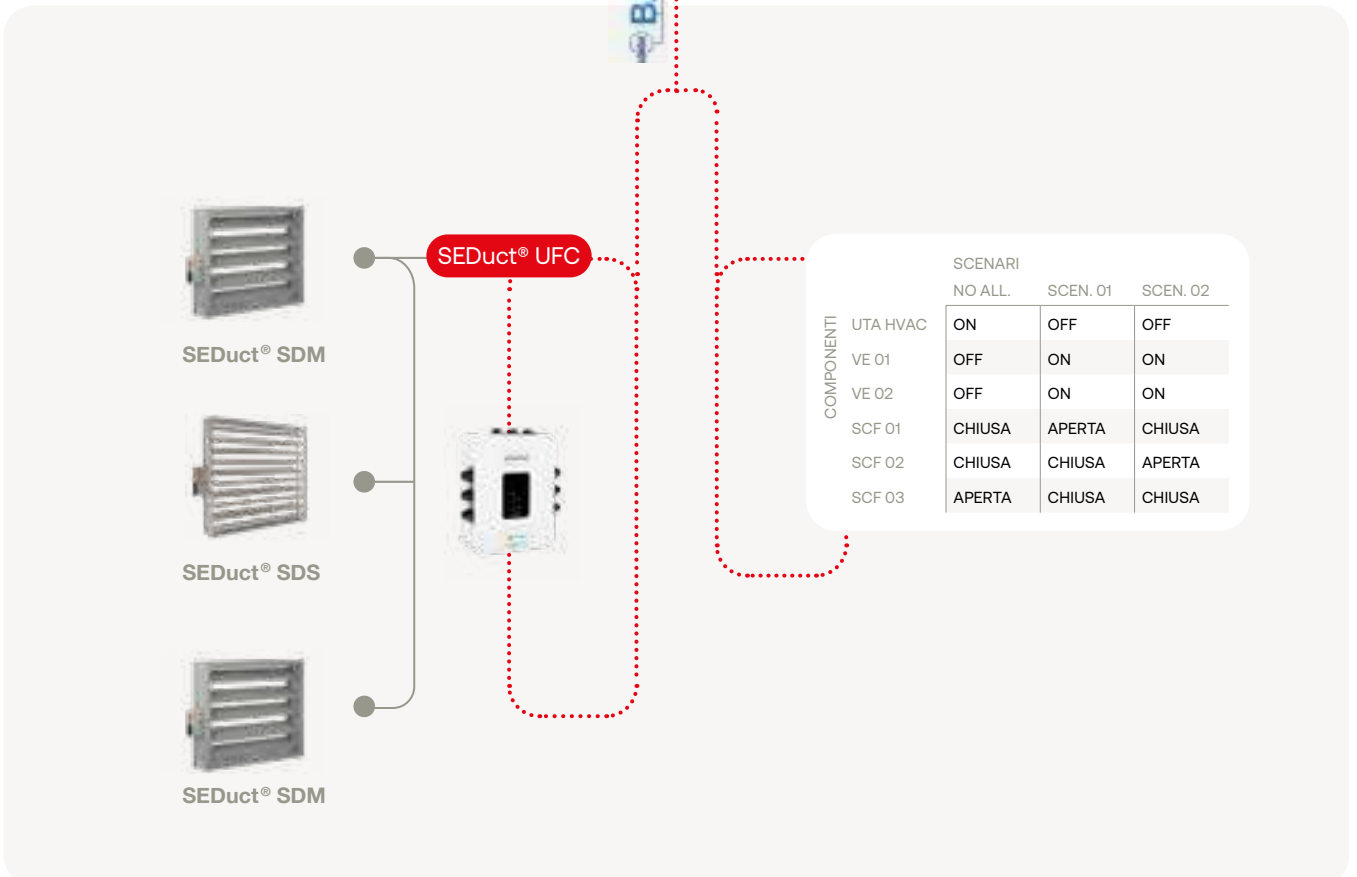 SEDuct® UFC
SEDuct® SDM
SEDuct® SDS
SEDuct® SDM
SCENARI
NO ALL. SCEN. 01 SCEN. 02
COMPONENTI
UTA HVAC ON OFF OFF
VE 01 OFF ON ON
VE 02 OFF ON ON
SCF 01 CHIUSA APERTA CHIUSA
SCF 02 CHIUSA CHIUSA APERTA
SCF 03 APERTA CHIUSA CHIUSA